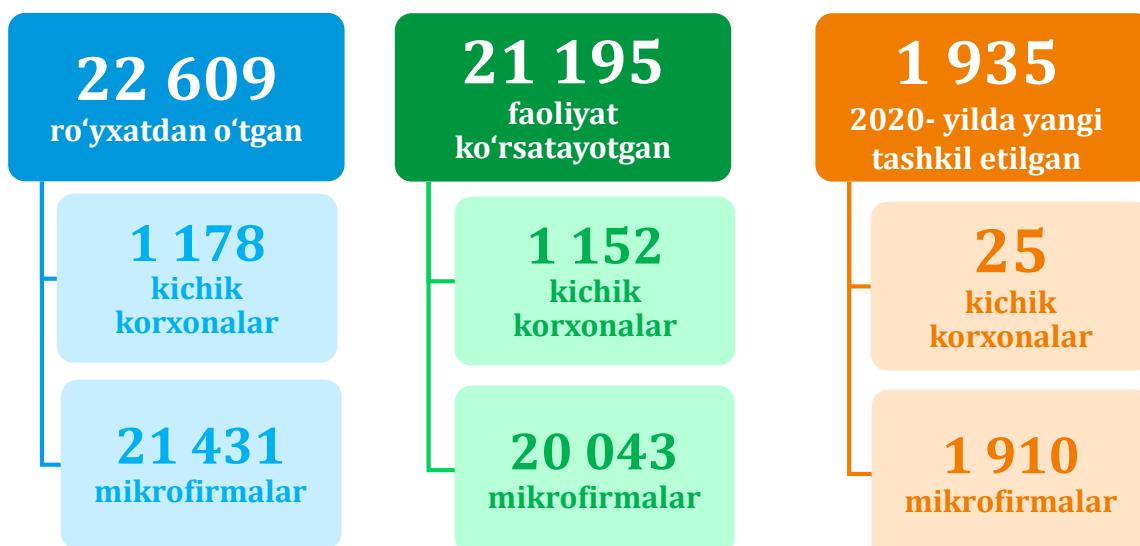 22 609
ro‘yxatdan o‘tgan
1 178
kichik
korxonalar
21 431
mikrofirmalar
21 195
faoliyat
ko‘rsatayotgan
1 152
kichik
korxonalar
20 043
mikrofirmalar
1 935
2020- yilda yangi
tashkil etilgan
25
kichik
korxonalar
1 910
mikrofirmalar